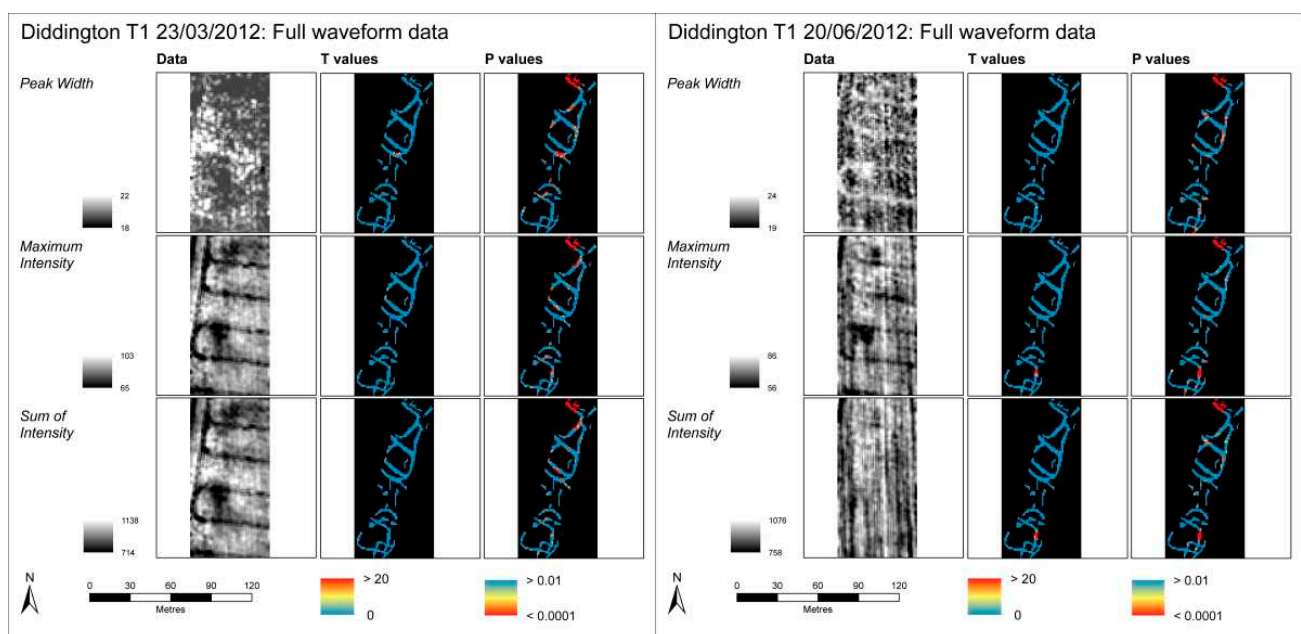 Diddington T1 23/03/2012: Full waveform data
Data T values P values
Peak Width
22
18
Maximum
Intensity
103
65
Sum of
Intensity
1138
714
N
0 30 60 90 120
Metres
> 20
0
> 0.01
< 0.0001
Diddington T1 20/06/2012: Full waveform data
Data T values P values
Peak Width
24
19
Maximum
Intensity
86
56
Sum of
Intensity
1076
758
N
0 30 60 90 120
Metres
> 20
0
> 0.01
< 0.0001